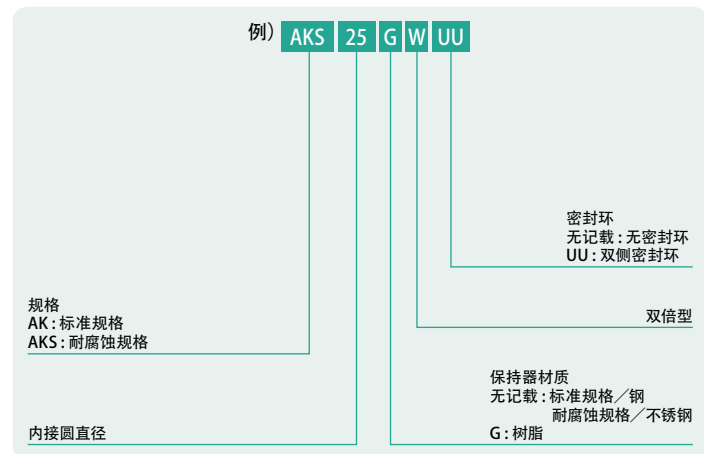 例) AKS 25 G W UU
密封环
无记载:无密封环
UU:双侧密封环
规格
AK:标准规格
AKS:耐腐蚀规格
双倍型
保持器材质
无记载:标准规格／钢
耐腐蚀规格／不锈钢
G:树脂
内接圆直径